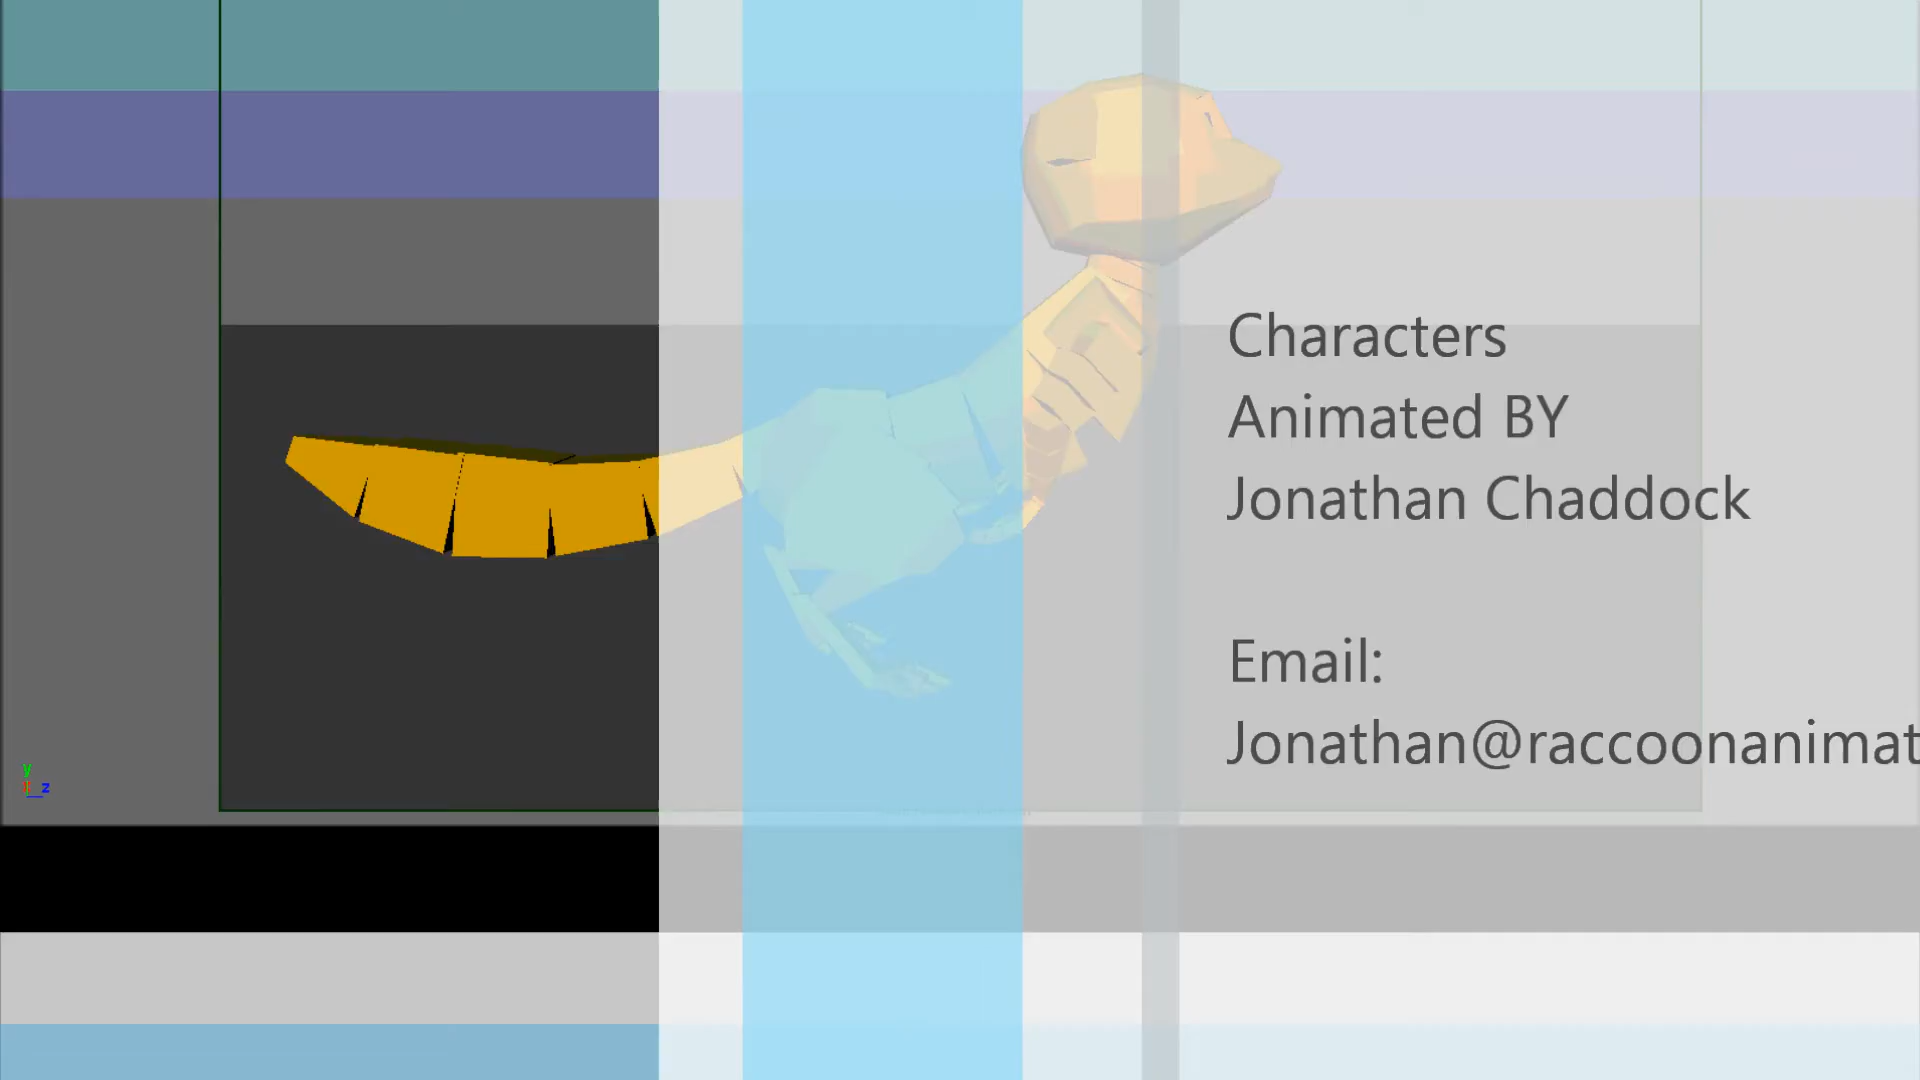 Characters
Animated BY
Jonathan Chaddock
Email:
Jonathan@raccoonanimat
y
z